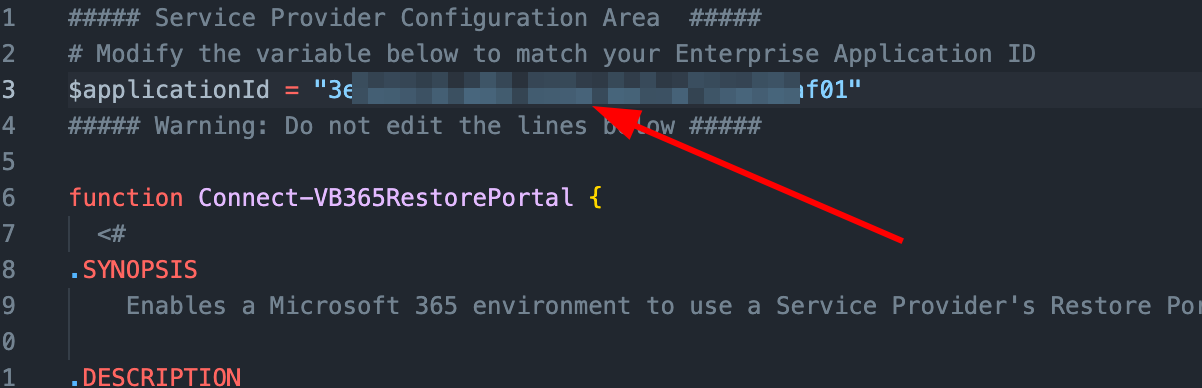 1 ##### Service Provider Configuration Area #####
2 # Modify the variable below to match your Enterprise Application ID
3 $applicationId = "3e af01"
4 ##### Warning: Do not edit the lines below #####
5
6 function Connect-VB365RestorePortal {
7 <#
8 .SYNOPSIS
9 Enables a Microsoft 365 environment to use a Service Provider's Restore
0
1 .DESCRIPTION